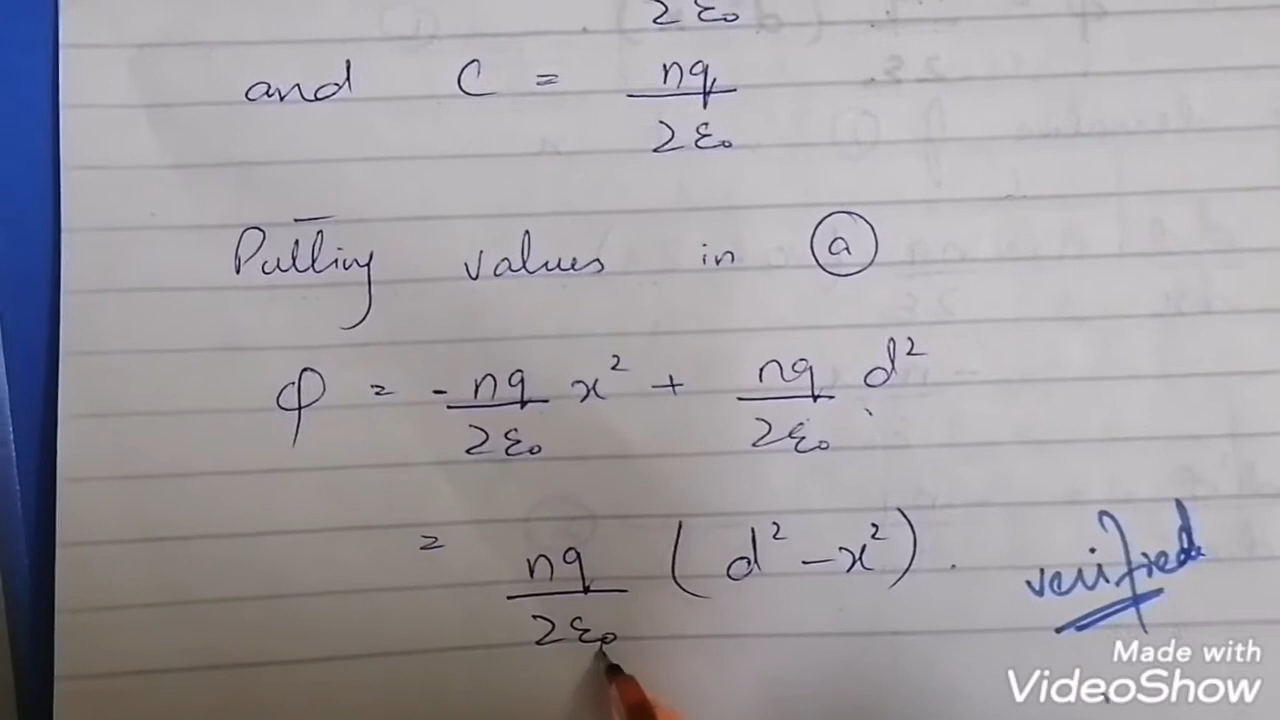 2ε₀
and C = nq
2ε₀
Putting values in (a)
φ = -nq/2ε₀ x² + nq/2ε₀ d²
= nq/2ε₀ (d² - x²).
verified
Made with
VideoShow